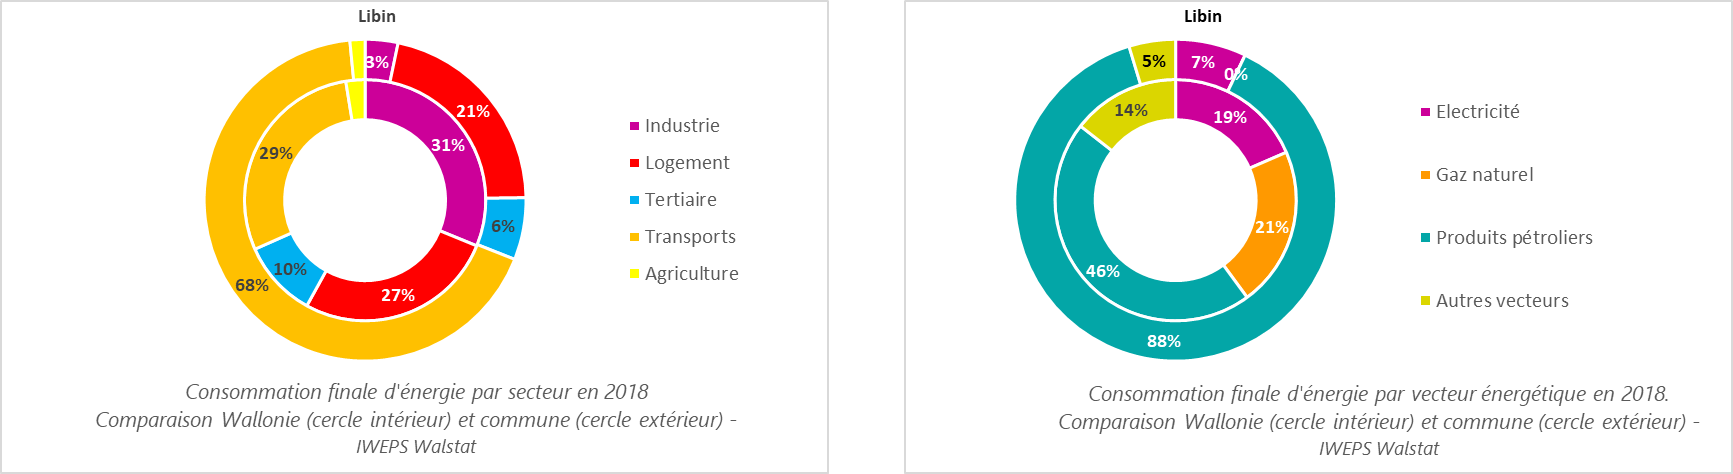 Libin
3%
21%
31%
29%
6%
10%
68%
27%
Industrie
Logement
Tertiaire
Transports
Agriculture
Consommation finale d'énergie par secteur en 2018
Comparaison Wallonie (cercle intérieur) et commune (cercle extérieur) -
IWEPS Walstat
Libin
5%
7%
0%
14%
19%
21%
46%
88%
Electricité
Gaz naturel
Produits pétroliers
Autres vecteurs
Consommation finale d'énergie par vecteur énergétique en 2018.
Comparaison Wallonie (cercle intérieur) et commune (cercle extérieur) -
IWEPS Walstat